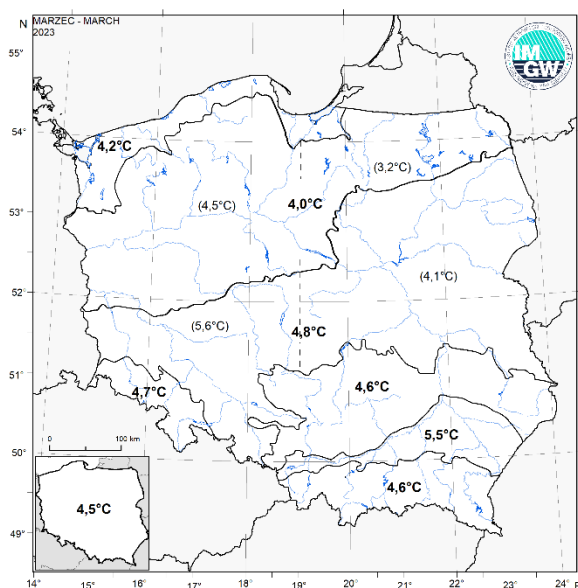 N
MARZEC - MARCH
2023
IM
GW
55°
54°
4,2°C
(3,2°C)
53°
(4,5°C)
4,0°C
(4,1°C)
52°
(5,6°C)
4,8°C
51°
4,7°C
4,6°C
5,5°C
0 100 km
50°
4,6°C
4,5°C
49°
14° 15° 16° 17° 18° 19° 20° 21° 22° 23° 24° E